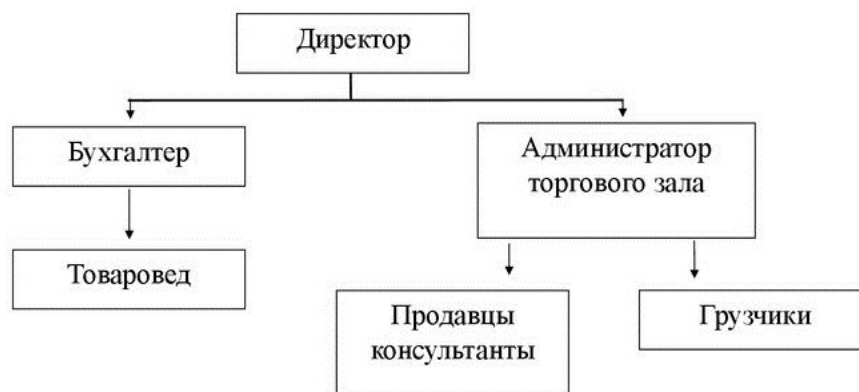 Директор
Бухгалтер
Администратор
торгового зала
Товаровед
Продавцы
консультанты
Грузчики